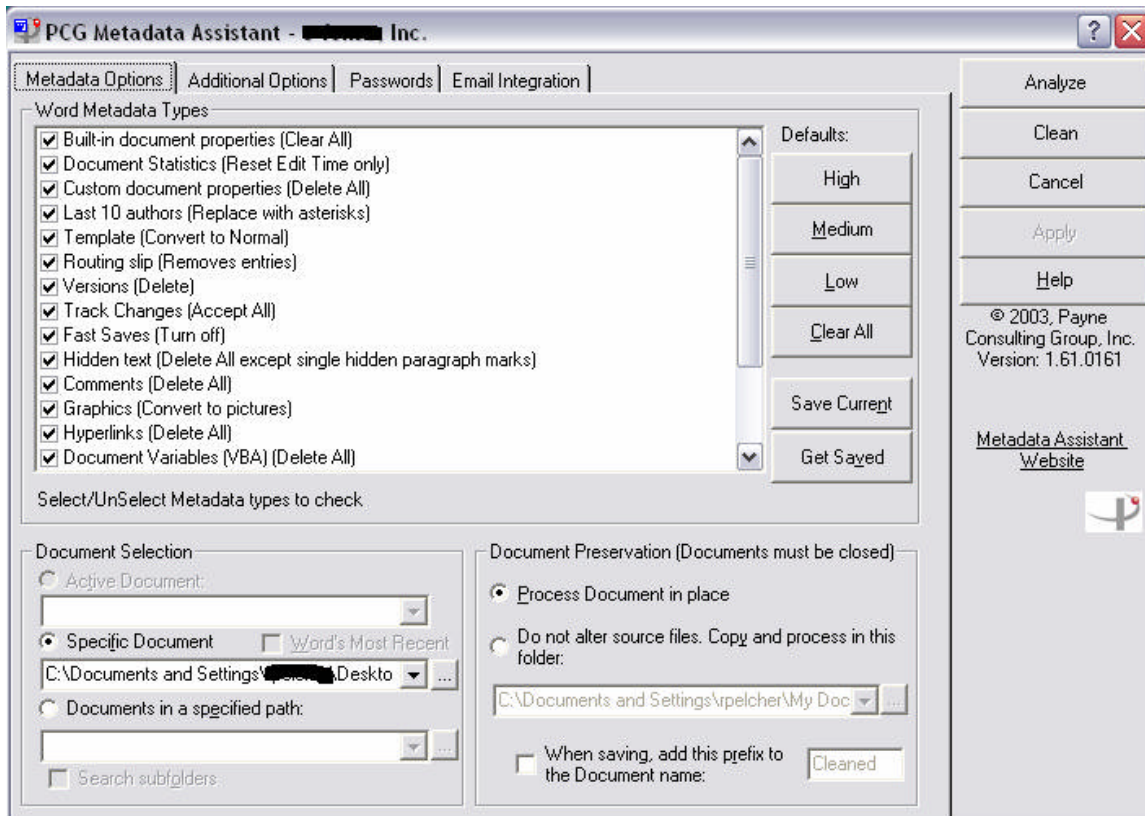 PCG Metadata Assistant - Inc.
Metadata Options
Additional Options
Passwords
Email Integration
Word Metadata Types
Built-in document properties (Clear All)
Document Statistics (Reset Edit Time only)
Custom document properties (Delete All)
Last 10 authors (Replace with asterisks)
Template (Convert to Normal)
Routing slip (Removes entries)
Versions (Delete)
Track Changes (Accept All)
Fast Saves (Turn off)
Hidden text (Delete All except single hidden paragraph marks)
Comments (Delete All)
Graphics (Convert to pictures)
Hyperlinks (Delete All)
Document Variables (VBA) (Delete All)
Select/UnSelect Metadata types to check
Defaults:
High
Medium
Low
Clear All
Save Current
Get Saved
Analyze
Clean
Cancel
Apply
Help
© 2003, Payne
Consulting Group, Inc.
Version: 1.61.0161
Metadata Assistant
Website
Document Selection
Active Document:
Specific Document
Word's Most Recent
C:\Documents and Settings\ \Deskto
...
Documents in a specified path:
...
Search subfolders
Document Preservation (Documents must be closed)
Process Document in place
Do not alter source files. Copy and process in this
folder:
C:\Documents and Settings\rpelcher\My Doc
...
When saving, add this prefix to
the Document name:
Cleaned